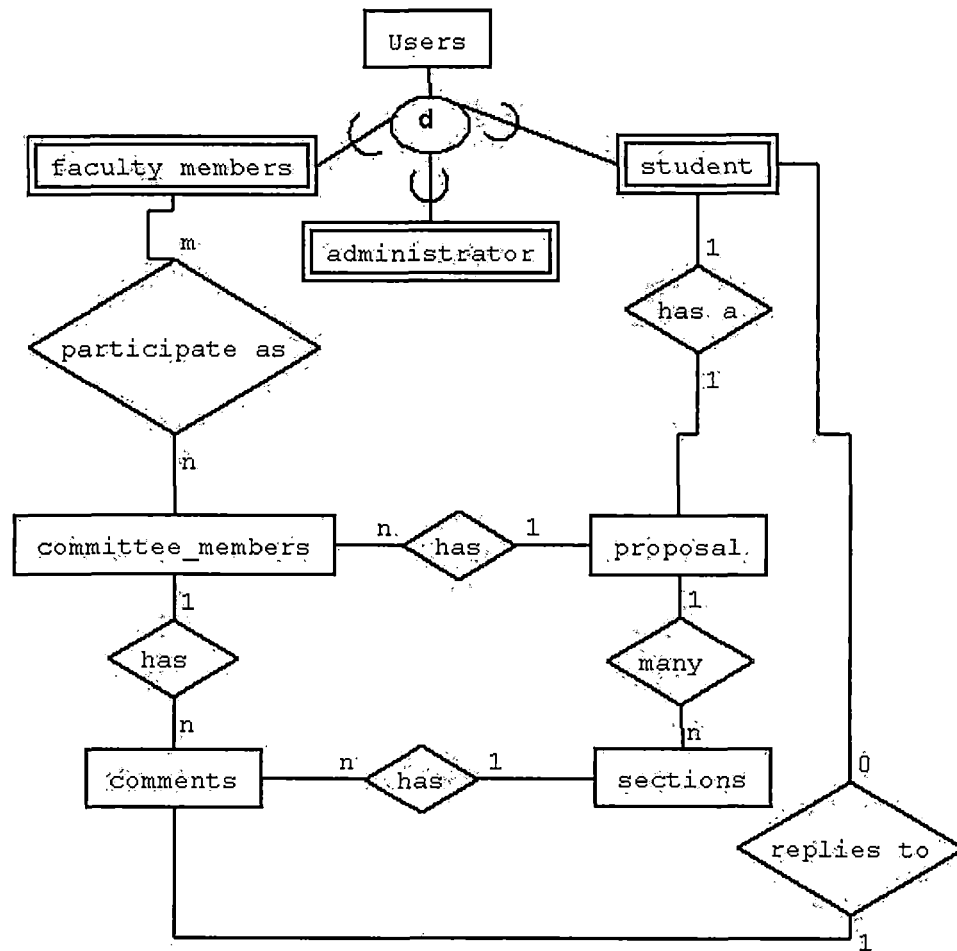 Users
d
faculty members
student
administrator
m
1
has a
participate as
1
n
n
1
committee_members
has
proposal
1
1
has
many
n
n
n
1
0
comments
has
sections
replies to
1